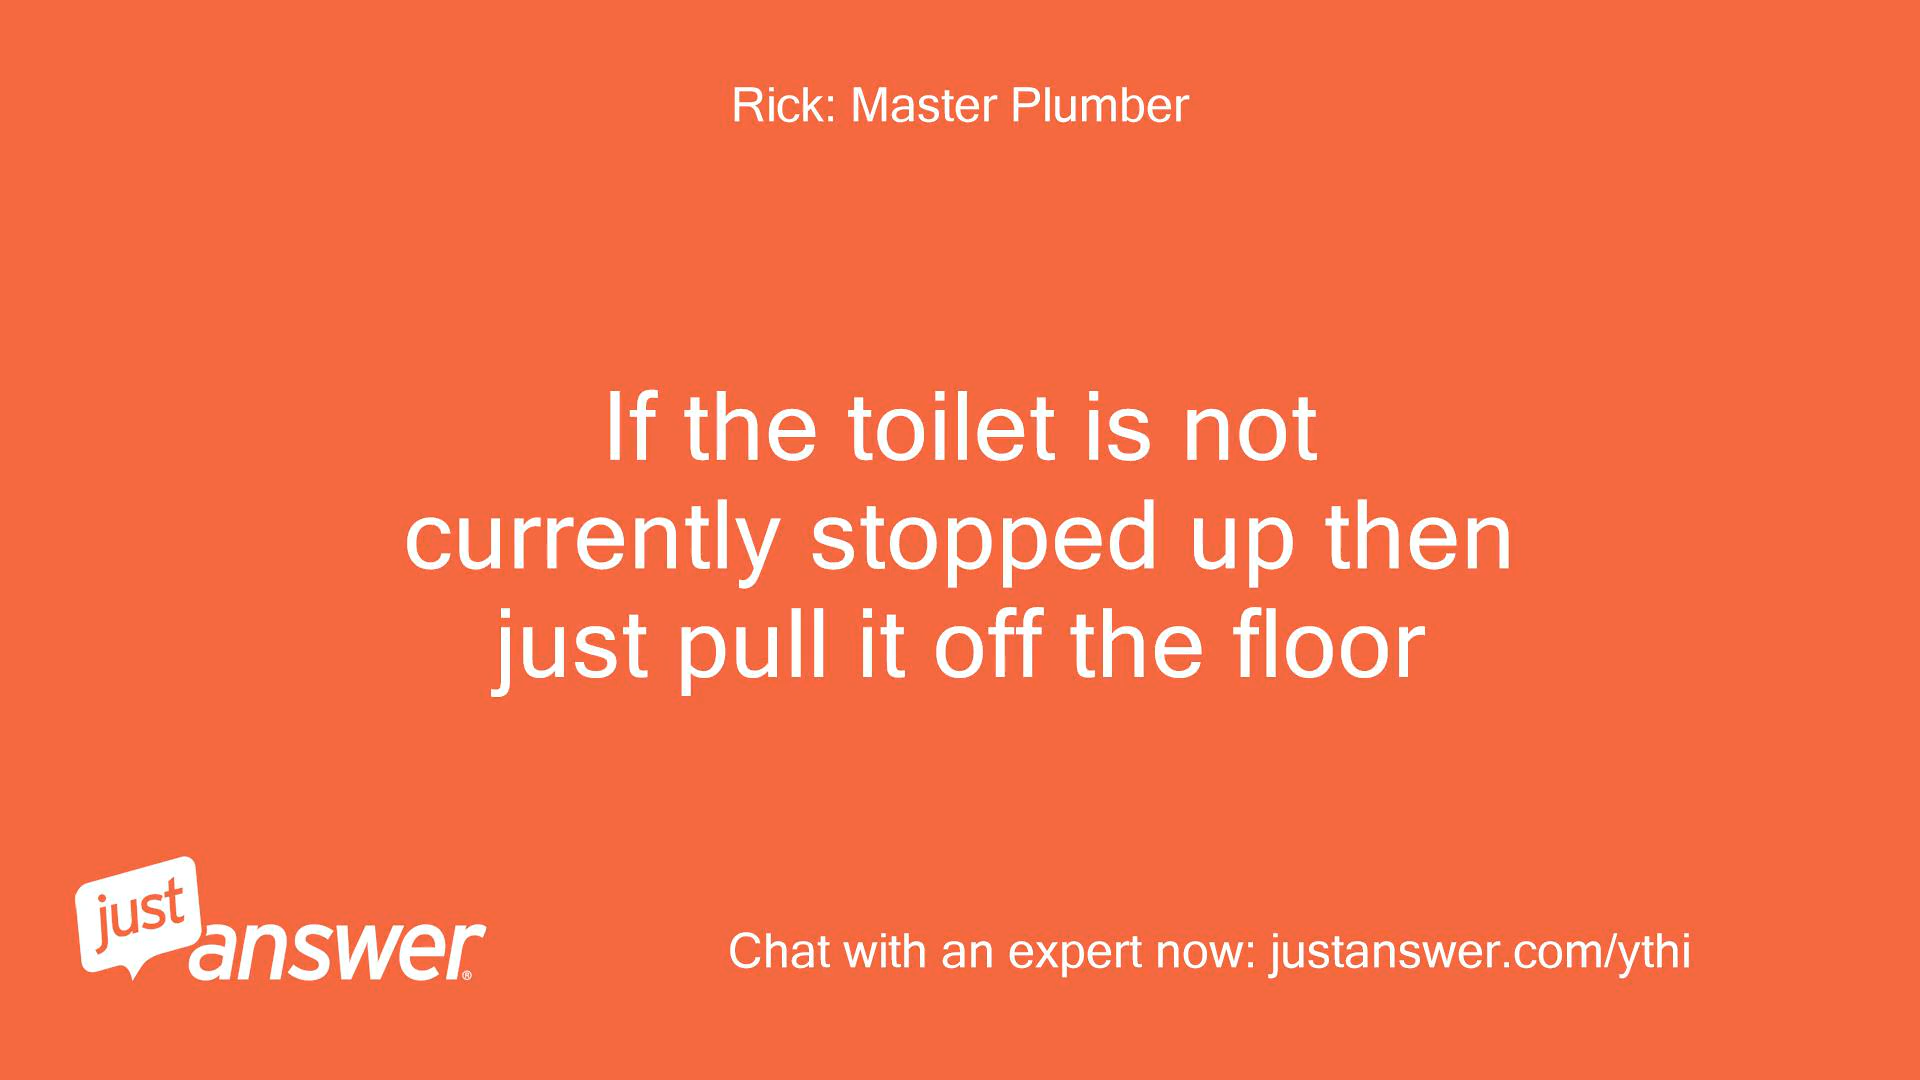 Rick: Master Plumber
If the toilet is not
currently stopped up then
just pull it off the floor
just
answer®
Chat with an expert now: justanswer.com/ythi